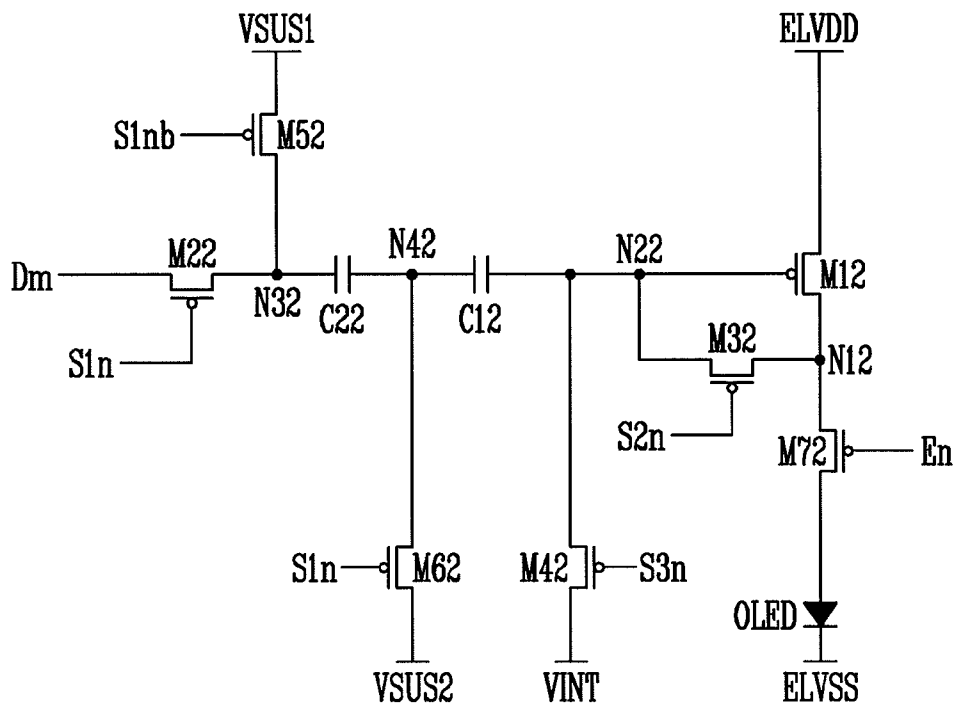 VSUS1
ELVDD
S1nb
M52
M22
N42
N22
Dm
N32
C22
C12
M12
M32
N12
S1n
S2n
M72
En
S1n
M62
M42
S3n
OLED
VSUS2
VINT
ELVSS